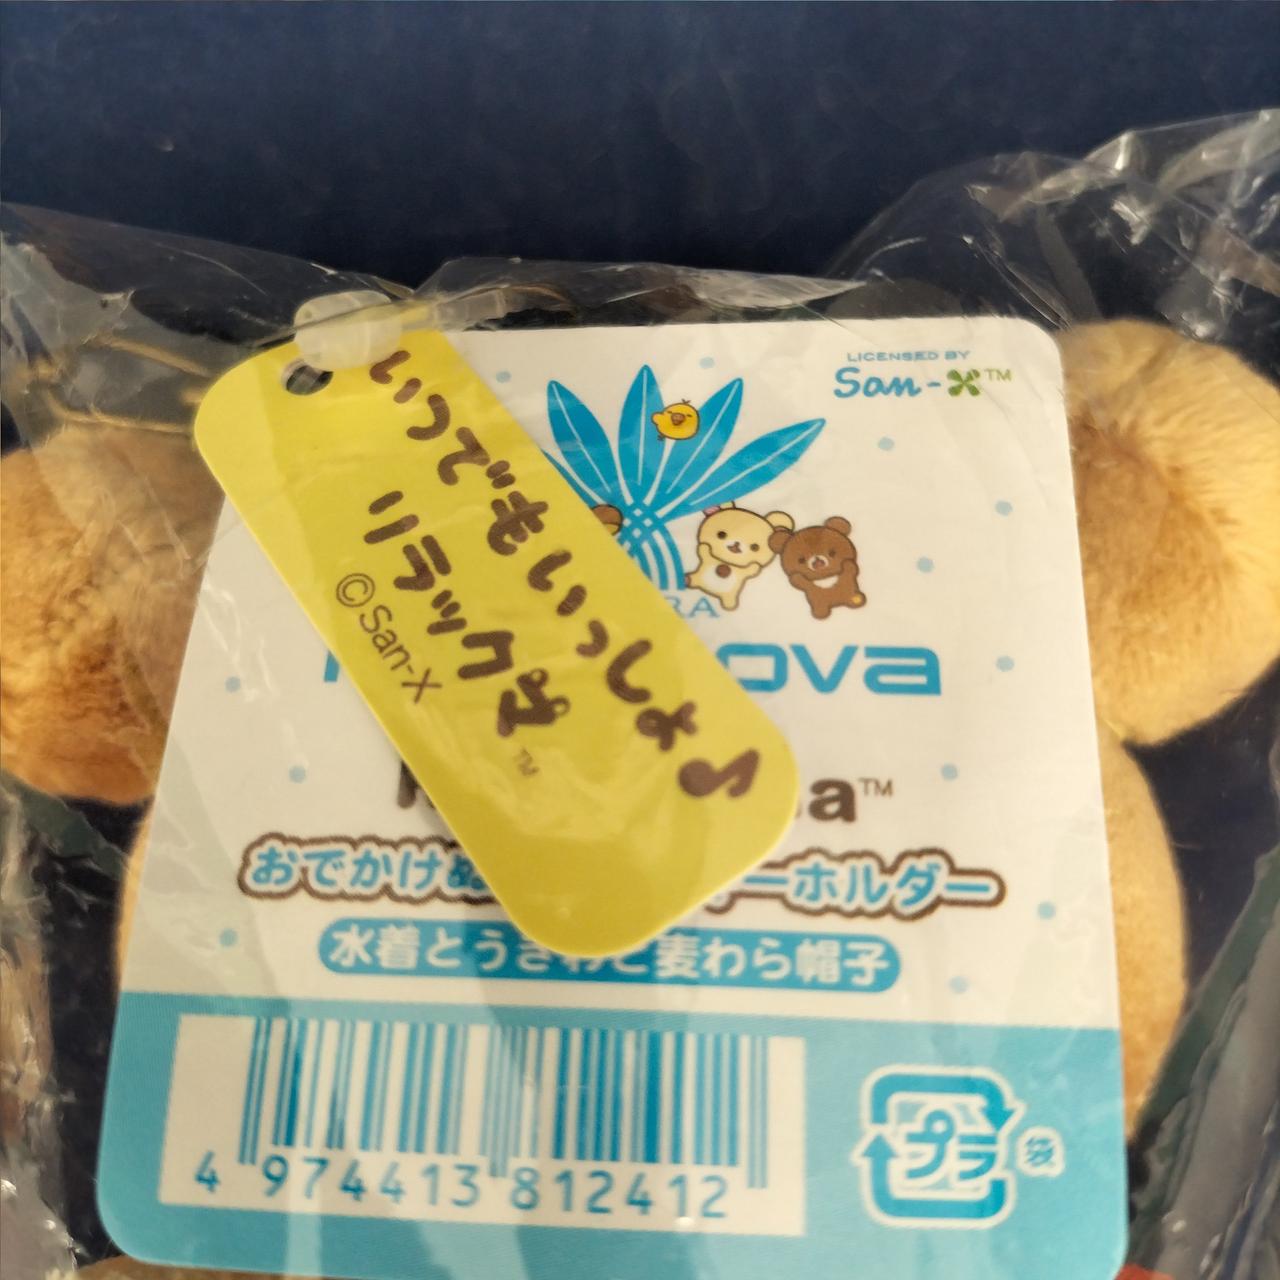 いつでもいっしょ♪
リラックマ™
©San-X
LICENSED BY
San-X™
おでかけぬ
ーホルダー
水着とうきわと麦わら帽子
4 974413 812412
プラ
袋